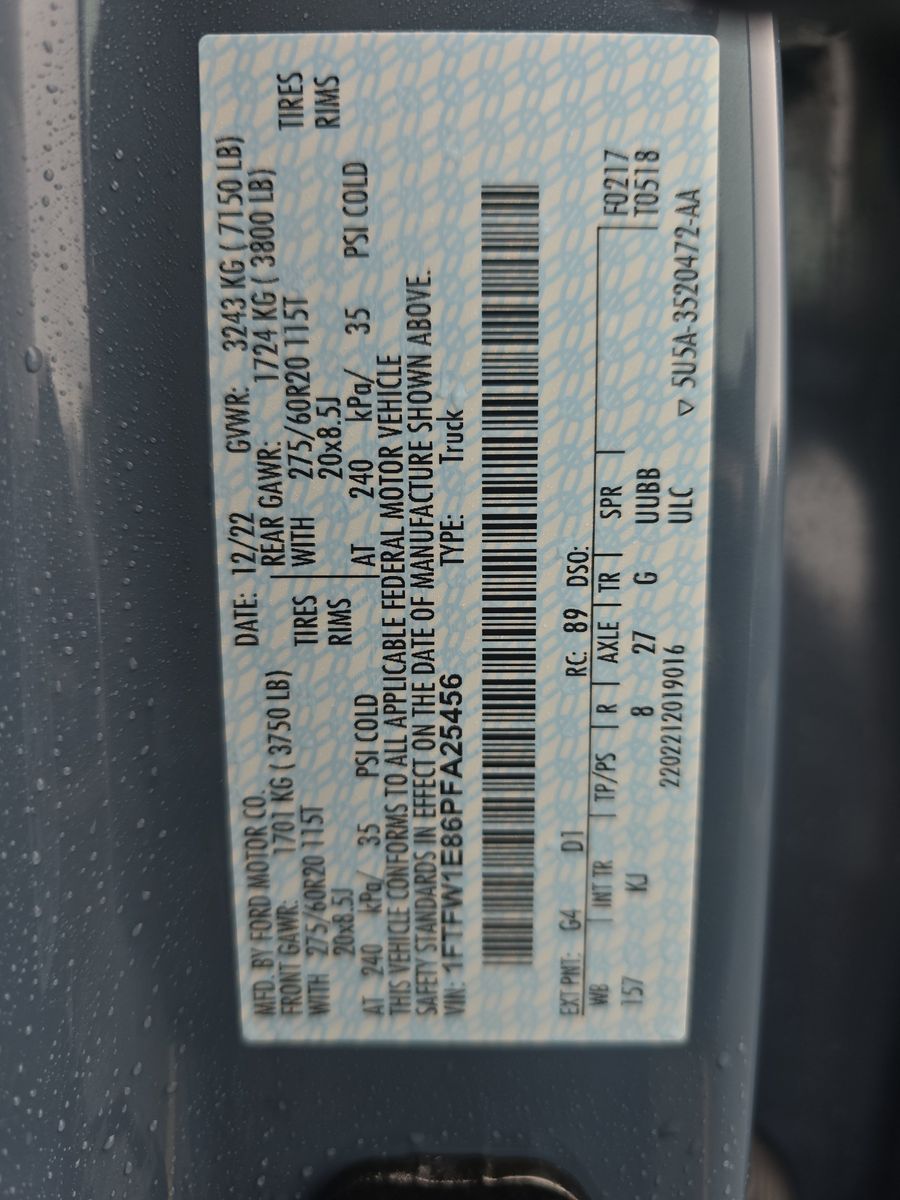 MFD. BY FORD MOTOR CO. DATE: 12/22 GVWR: 3243 KG ( 7150 LB)
FRONT GAWR: 1701 KG ( 3750 LB) REAR GAWR: 1724 KG ( 3800 LB)
WITH 275/60R20 115T TIRES WITH 275/60R20 115T TIRES
20x8.5J RIMS 20x8.5J RIMS
AT 240 kPa/ 35 PSI COLD AT 240 kPa/ 35 PSI COLD
THIS VEHICLE CONFORMS TO ALL APPLICABLE FEDERAL MOTOR VEHICLE
SAFETY STANDARDS IN EFFECT ON THE DATE OF MANUFACTURE SHOWN ABOVE.
VIN: 1FTFW1E86PFA25456 TYPE: Truck
EXT PNT: G4 D1 RC: 89 DSO:
WB INT TR TP/PS R AXLE TR SPR F0217
157 KJ 8 27 G UUBB T0518
2202212019016 ULC ▽ 5U5A-3520472-AA